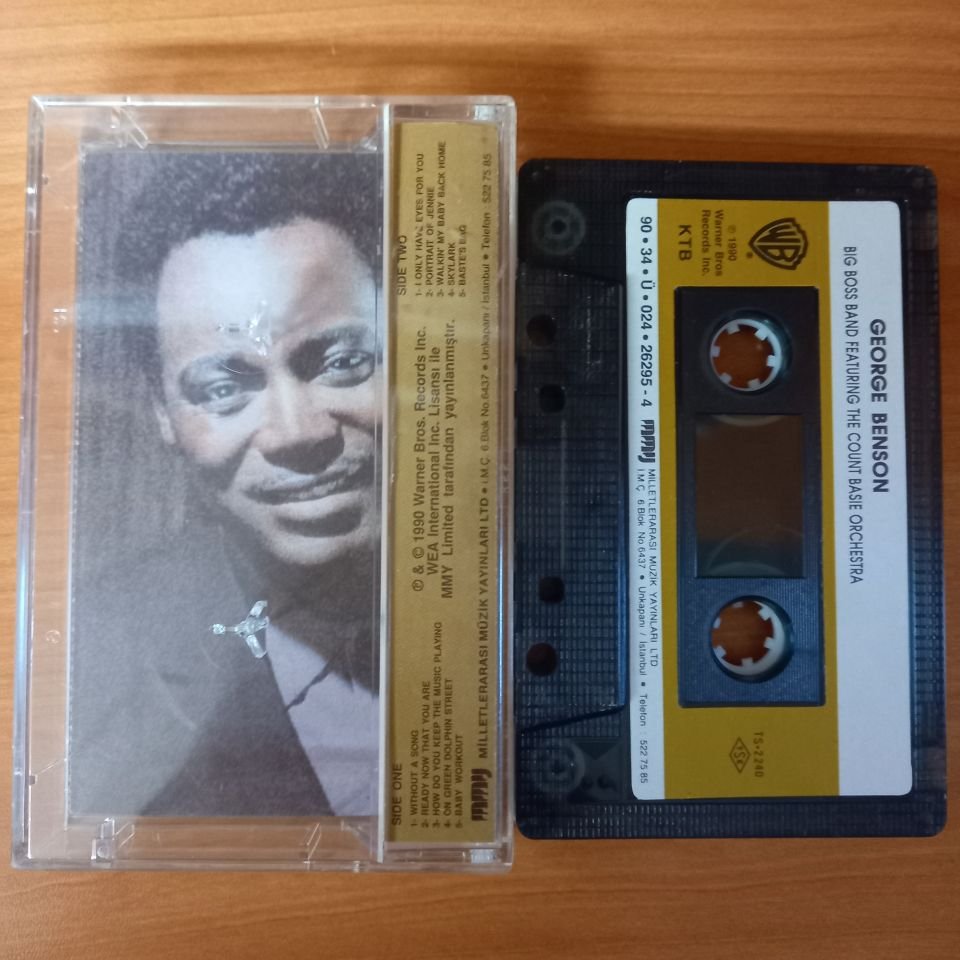 SIDE ONE
1- WITHOUT A SONG
2- READY NOW THAT YOU ARE
3- HOW DO YOU KEEP THE MUSIC PLAYING
4- ON GREEN DOLPHIN STREET
5- BABY WORKOUT
℗ & © 1990 Warner Bros. Records Inc.
WEA International Inc. Lisansı ile
MMY Limited tarafından yayınlanmıştır.
SIDE TWO
1- I ONLY HAVE EYES FOR YOU
2- PORTRAIT OF JENNIE
3- WALKIN' MY BABY BACK HOME
4- SKYLARK
5- BASTE'S BAG
MMY MİLLETLERARASI MÜZİK YAYINLARI LTD • İ.M.Ç. 6.Blok No.6437 • Unkapanı / İstanbul • Telefon : 522 75 85
GEORGE BENSON
BIG BOSS BAND FEATURING THE COUNT BASIE ORCHESTRA
WB
®
℗ 1990
Warner Bros
Records Inc.
KTB
TS-2240
TSE
90 • 34 • Ü • 024 • 26295 - 4
MMY MİLLETLERARASI MÜZİK YAYINLARI LTD
İ.M.Ç. 6.Blok No.6437 • Unkapanı / İstanbul • Telefon : 522 75 85